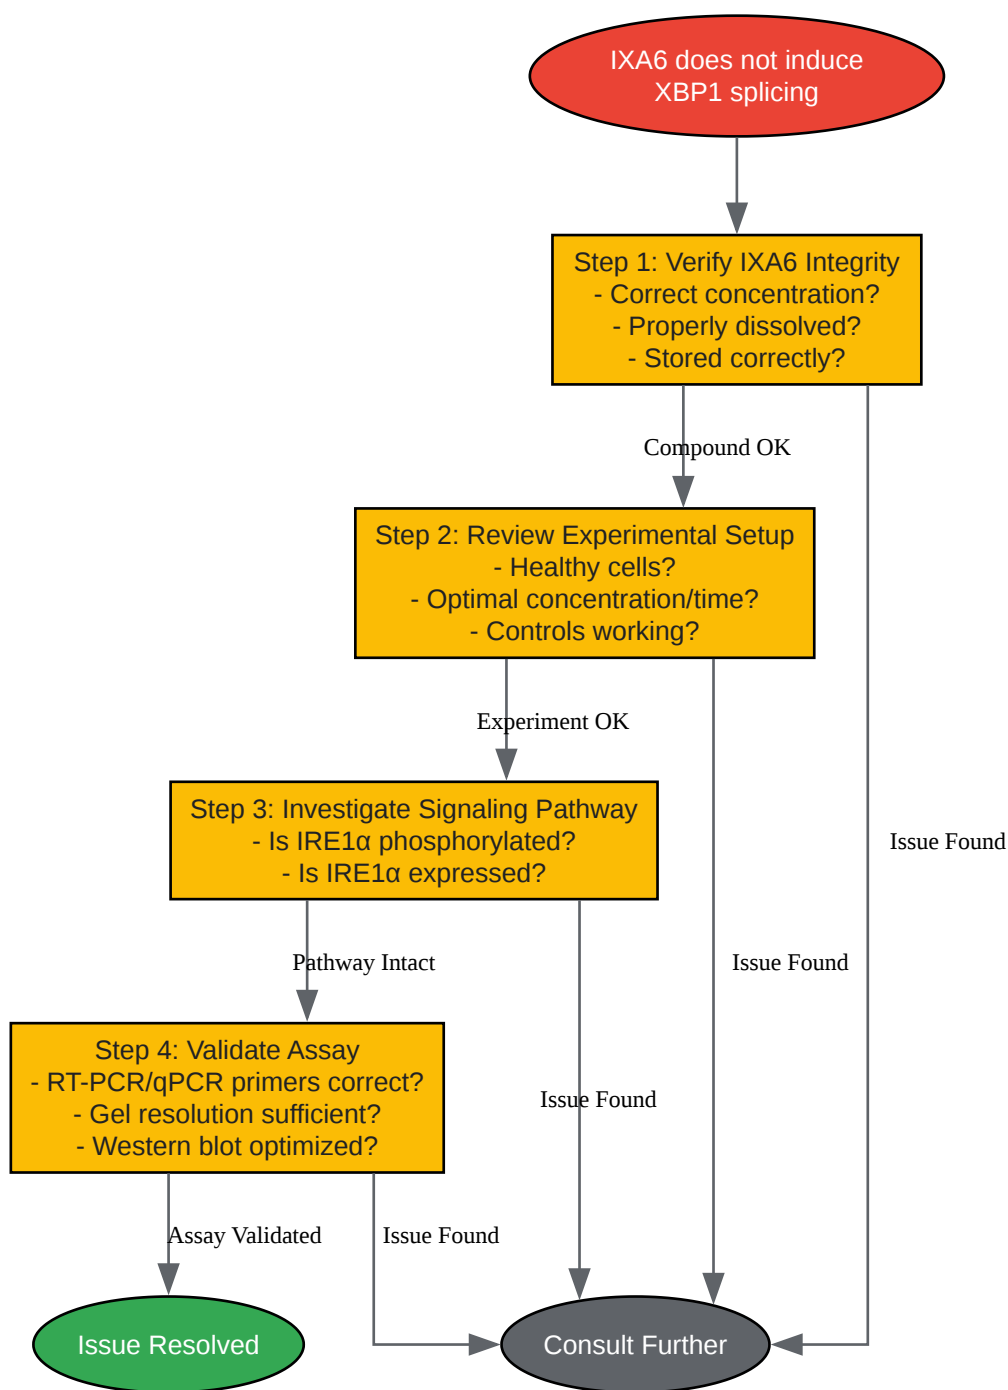 IXA6 does not induce
XBP1 splicing
Step 1: Verify IXA6 Integrity
- Correct concentration?
- Properly dissolved?
- Stored correctly?
Compound OK
Step 2: Review Experimental Setup
- Healthy cells?
- Optimal concentration/time?
- Controls working?
Experiment OK
Step 3: Investigate Signaling Pathway
- Is IRE1α phosphorylated?
- Is IRE1α expressed?
Issue Found
Pathway Intact
Issue Found
Step 4: Validate Assay
- RT-PCR/qPCR primers correct?
- Gel resolution sufficient?
- Western blot optimized?
Issue Found
Assay Validated
Issue Found
Issue Resolved
Consult Further